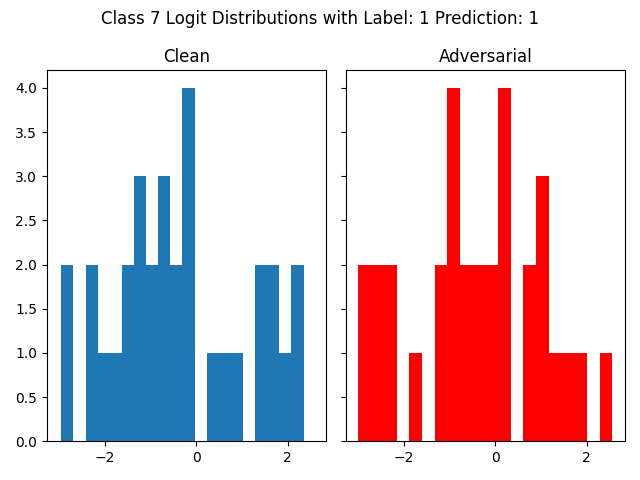 Class 7 Logit Distributions with Label: 1 Prediction: 1
Clean
Adversarial
4.0
3.5
3.0
2.5
2.0
1.5
1.0
0.5
0.0
−2 0 2
−2 0 2